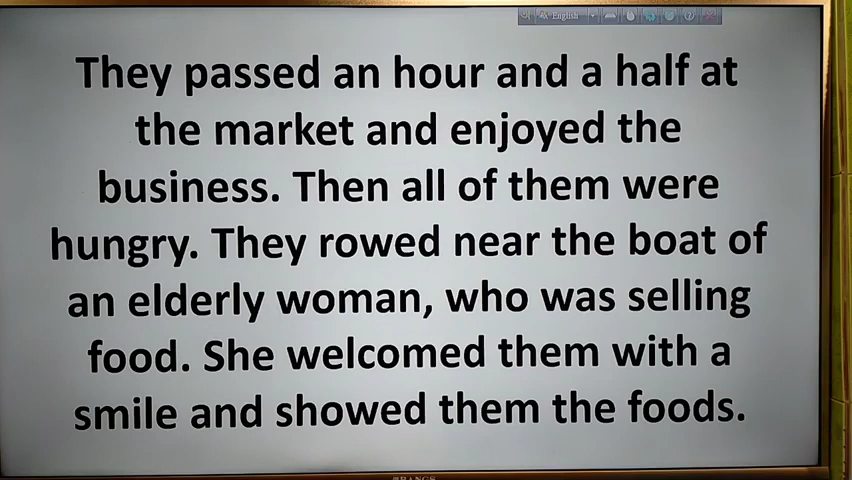 English
They passed an hour and a half at
the market and enjoyed the
business. Then all of them were
hungry. They rowed near the boat of
an elderly woman, who was selling
food. She welcomed them with a
smile and showed them the foods.
RANGS